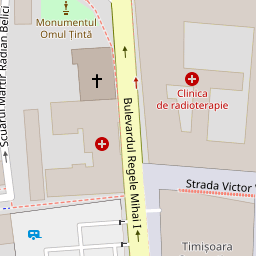 Monumentul
Omul Țintă
Scuarul Martir Radian Belici
Clinica
de radioterapie
Bulevardul Regele Mihai I
Strada Victor
Timișoara